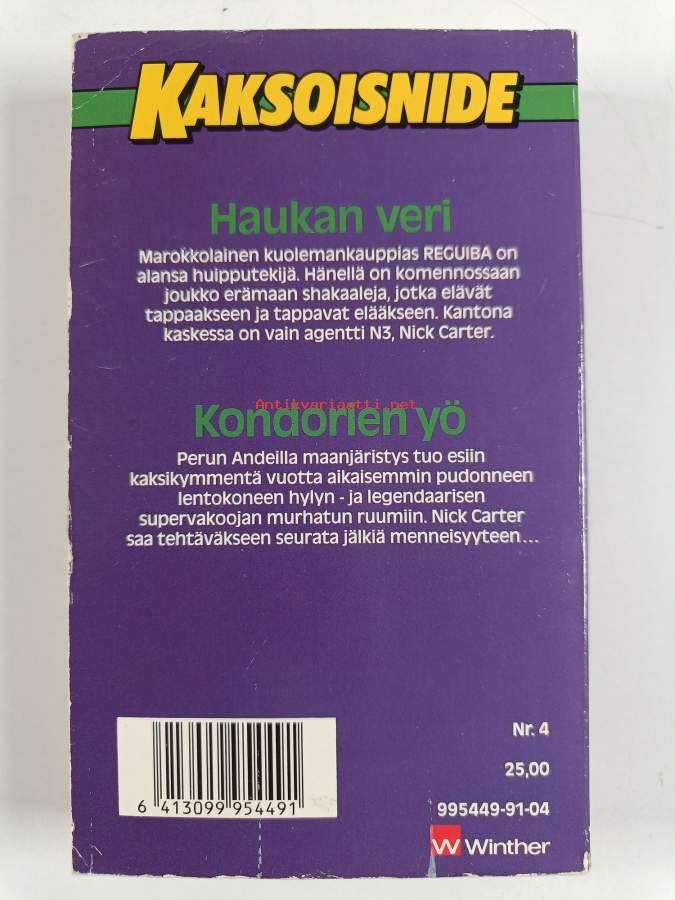 KAKSOISNIDE
Haukan veri
Marokkolainen kuolemankauppias REGUIBA on
alansa huipputekijä. Hänellä on komennossaan
joukko erämaan shakaaleja, jotka elävät
tappaakseen ja tappavat elääkseen. Kantona
kaskessa on vain agentti N3, Nick Carter.
Antikvariaatti.net
Kondorien yö
Perun Andeilla maanjäristys tuo esiin
kaksikymmentä vuotta aikaisemmin pudonneen
lentokoneen hylyn - ja legendaarisen
supervakoojan murhatun ruumiin. Nick Carter
saa tehtäväkseen seurata jälkiä menneisyyteen...
Nr. 4
25,00
6 413099 954491
995449-91-04
W Winther